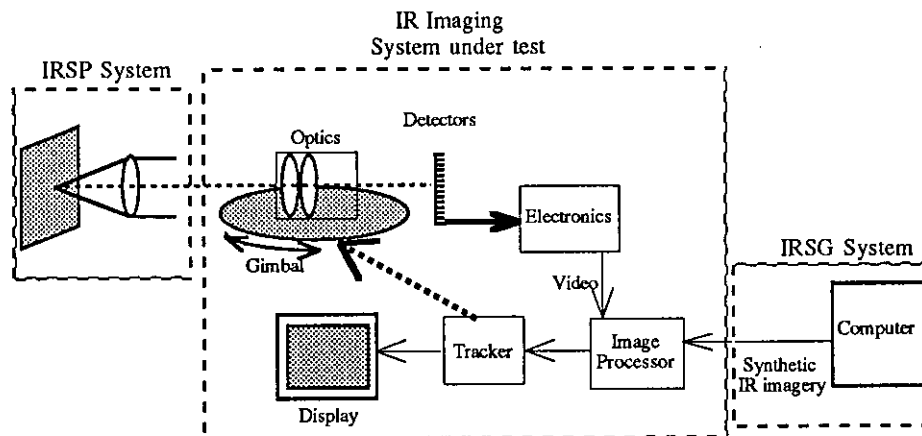 IR Imaging
System under test
IRSP System
Optics
Detectors
Electronics
Gimbal
Video
IRSG System
Computer
Image
Processor
Tracker
Synthetic
IR imagery
Display